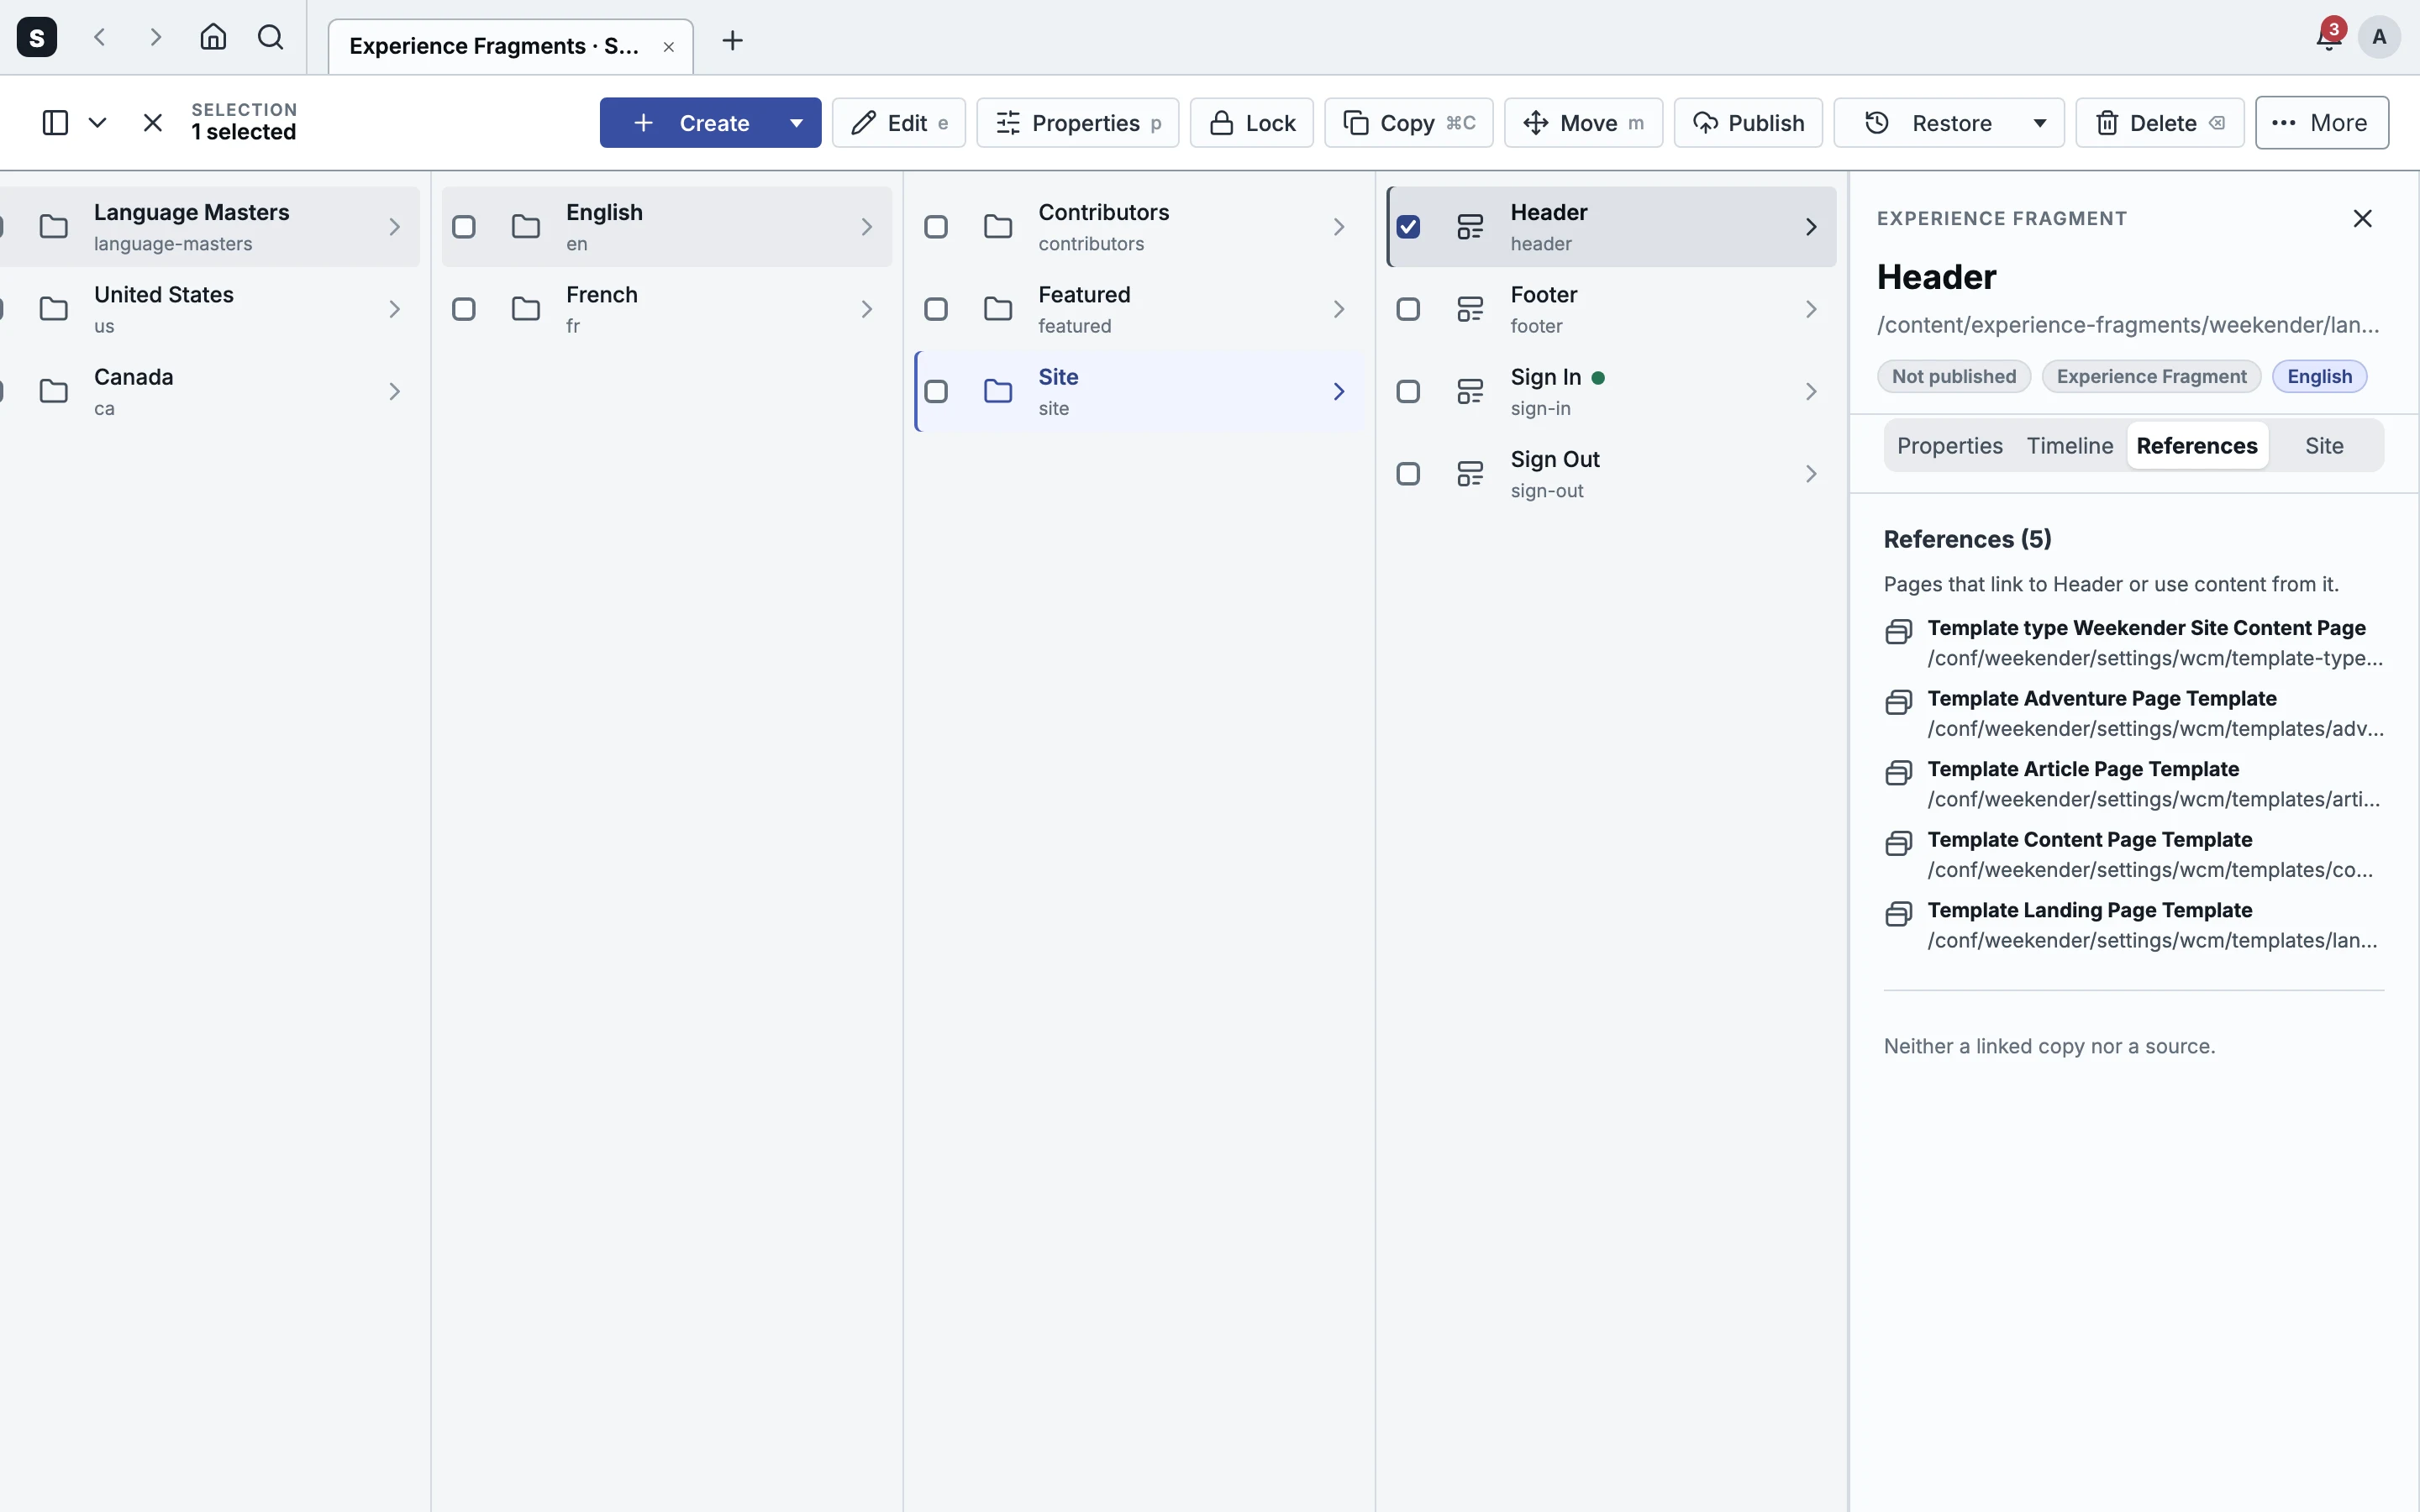 S
Experience Fragments · S...
3
A
SELECTION
1 selected
Create
Edit e
Properties p
Lock
Copy ⌘C
Move m
Publish
Restore
Delete ⌫
More
Language Masters
language-masters
United States
us
Canada
ca
English
en
French
fr
Contributors
contributors
Featured
featured
Site
site
Header
header
Footer
footer
Sign In
sign-in
Sign Out
sign-out
EXPERIENCE FRAGMENT
Header
/content/experience-fragments/weekender/lan...
Not published
Experience Fragment
English
Properties
Timeline
References
Site
References (5)
Pages that link to Header or use content from it.
Template type Weekender Site Content Page
/conf/weekender/settings/wcm/template-type...
Template Adventure Page Template
/conf/weekender/settings/wcm/templates/adv...
Template Article Page Template
/conf/weekender/settings/wcm/templates/arti...
Template Content Page Template
/conf/weekender/settings/wcm/templates/co...
Template Landing Page Template
/conf/weekender/settings/wcm/templates/lan...
Neither a linked copy nor a source.